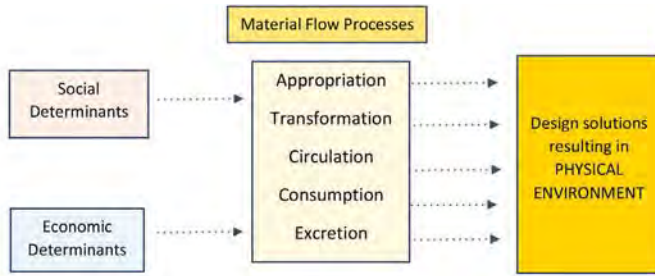 Material Flow Processes
Social
Determinants
Economic
Determinants
Appropriation
Transformation
Circulation
Consumption
Excretion
Design solutions
resulting in
PHYSICAL
ENVIRONMENT